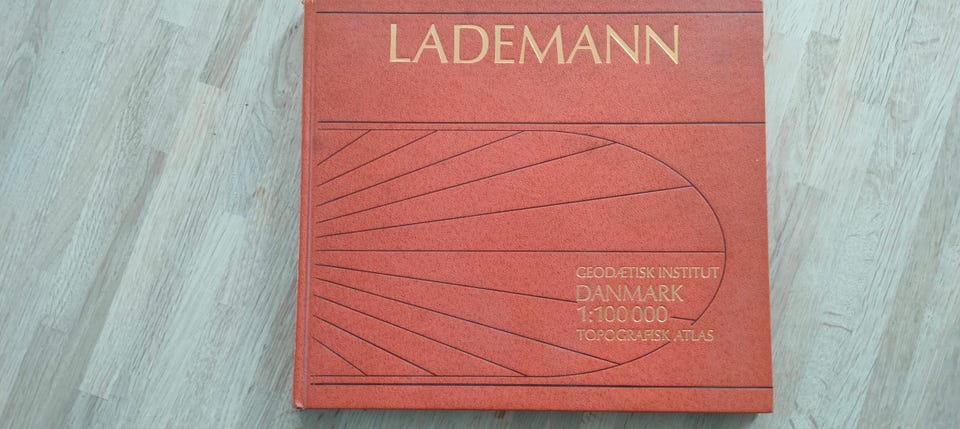 LADEMANN
GEODÆTISK INSTITUT
DANMARK
1:100 000
TOPOGRAFISK ATLAS